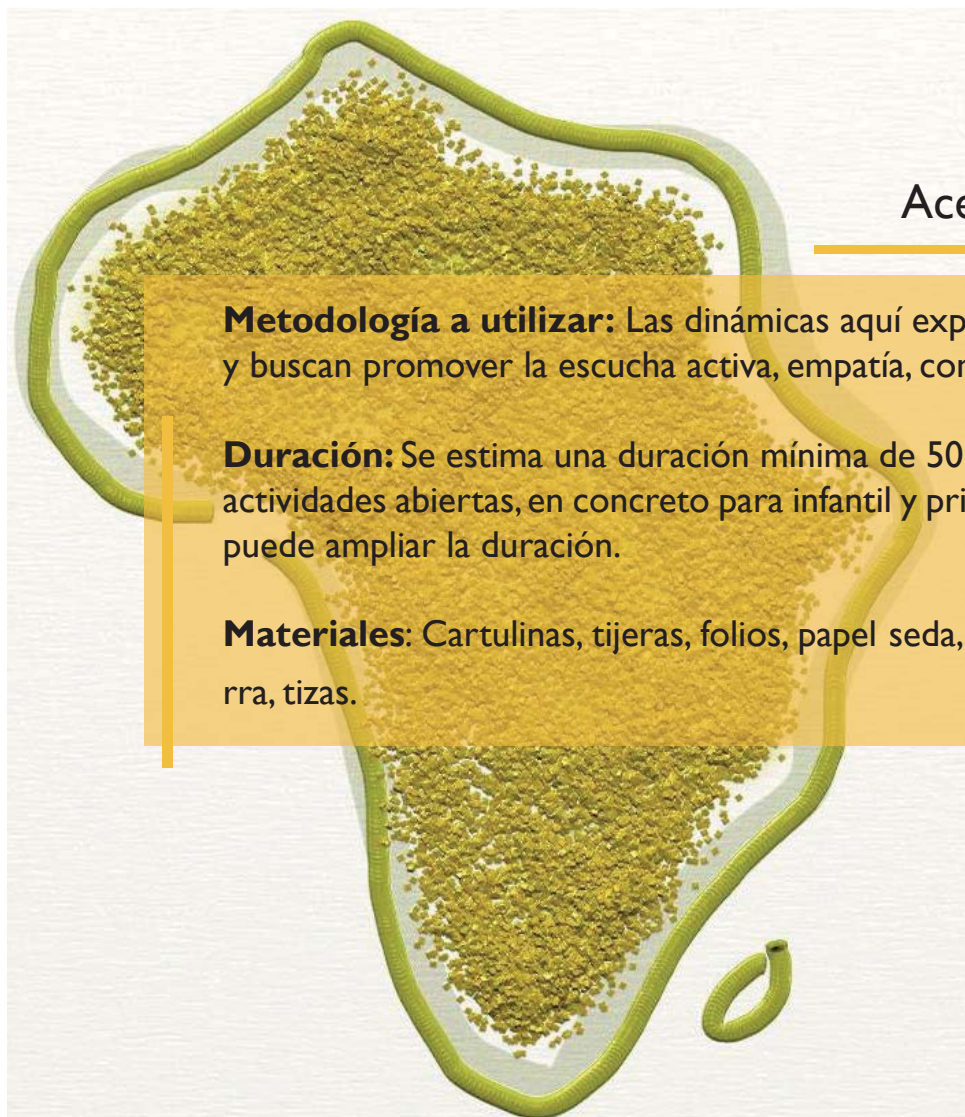 Ace
Metodología a utilizar: Las dinámicas aquí exp
y buscan promover la escucha activa, empatía, con
Duración: Se estima una duración mínima de 50
actividades abiertas, en concreto para infantil y pri
puede ampliar la duración.
Materiales: Cartulinas, tijeras, folios, papel seda,
rra, tizas.